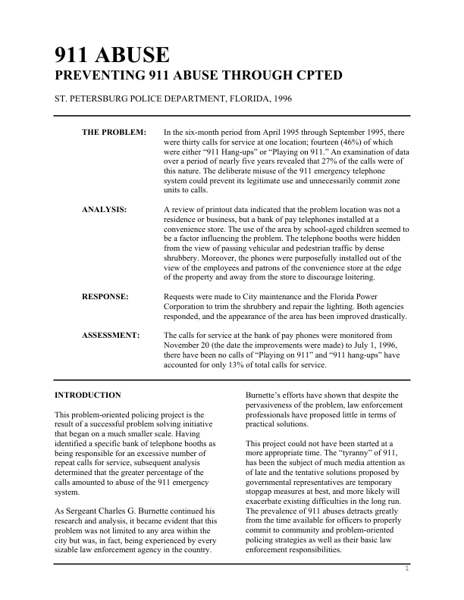 911 ABUSE
PREVENTING 911 ABUSE THROUGH CPTED
ST. PETERSBURG POLICE DEPARTMENT, FLORIDA, 1996
THE PROBLEM:
In the six-month period from April 1995 through September 1995, there
were thirty calls for service at one location; fourteen (46%) of which
were either “911 Hang-ups” or “Playing on 911.” An examination of data
over a period of nearly five years revealed that 27% of the calls were of
this nature. The deliberate misuse of the 911 emergency telephone
system could prevent its legitimate use and unnecessarily commit zone
units to calls.
ANALYSIS:
A review of printout data indicated that the problem location was not a
residence or business, but a bank of pay telephones installed at a
convenience store. The use of the area by school-aged children seemed to
be a factor influencing the problem. The telephone booths were hidden
from the view of passing vehicular and pedestrian traffic by dense
shrubbery. Moreover, the phones were purposefully installed out of the
view of the employees and patrons of the convenience store at the edge
of the property and away from the store to discourage loitering.
RESPONSE:
Requests were made to City maintenance and the Florida Power
Corporation to trim the shrubbery and repair the lighting. Both agencies
responded, and the appearance of the area has been improved drastically.
ASSESSMENT:
The calls for service at the bank of pay phones were monitored from
November 20 (the date the improvements were made) to July 1, 1996,
there have been no calls of “Playing on 911” and “911 hang-ups” have
accounted for only 13% of total calls for service.
INTRODUCTION
This problem-oriented policing project is the
result of a successful problem solving initiative
that began on a much smaller scale. Having
identified a specific bank of telephone booths as
being responsible for an excessive number of
repeat calls for service, subsequent analysis
determined that the greater percentage of the
calls amounted to abuse of the 911 emergency
system.
As Sergeant Charles G. Burnette continued his
research and analysis, it became evident that this
problem was not limited to any area within the
city but was, in fact, being experienced by every
sizable law enforcement agency in the country.
Burnette’s efforts have shown that despite the
pervasiveness of the problem, law enforcement
professionals have proposed little in terms of
practical solutions.
This project could not have been started at a
more appropriate time. The “tyranny” of 911,
has been the subject of much media attention as
of late and the tentative solutions proposed by
governmental representatives are temporary
stopgap measures at best, and more likely will
exacerbate existing difficulties in the long run.
The prevalence of 911 abuses detracts greatly
from the time available for officers to properly
commit to community and problem-oriented
policing strategies as well as their basic law
enforcement responsibilities.
1